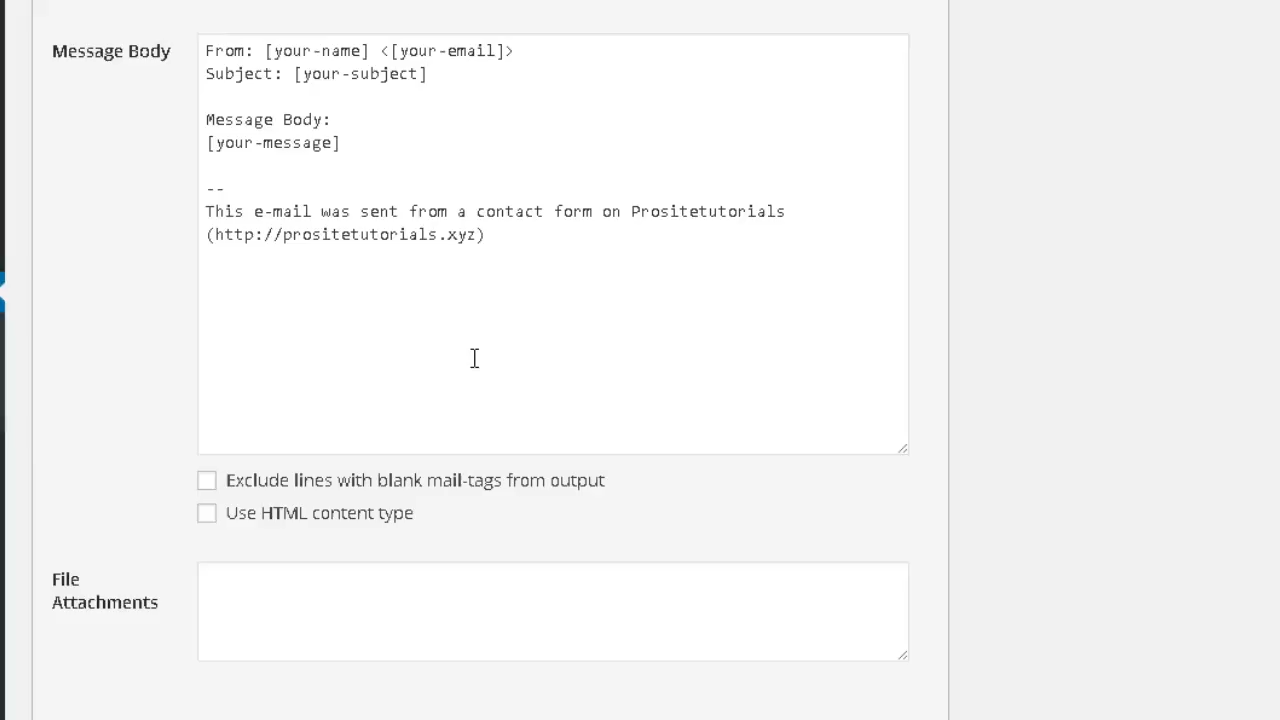 Message Body
From: [your-name] <[your-email]>
Subject: [your-subject]
Message Body:
[your-message]
--
This e-mail was sent from a contact form on Prositetutorials
(http://prositetutorials.xyz)
Exclude lines with blank mail-tags from output
Use HTML content type
File
Attachments